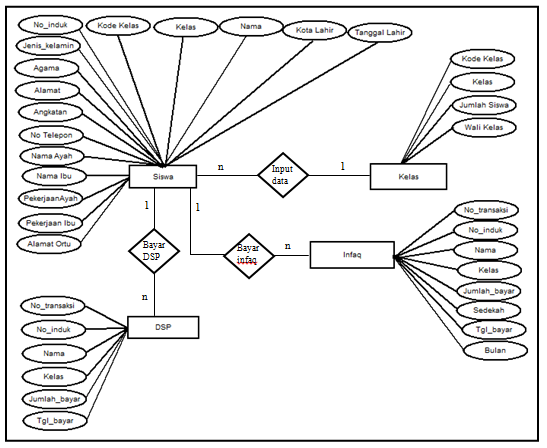 No_induk
Kode Kelas
Kelas
Nama
Kota Lahir
Tanggal Lahir
Jenis_kelamin
Agama
Alamat
Angkatan
No Telepon
Nama Ayah
Nama Ibu
PekerjaanAyah
Pekerjaan Ibu
Alamat Ortu
Kode Kelas
Kelas
Jumlah Siswa
Wali Kelas
Siswa
n
Input
data
1
Kelas
1
1
Bayar
DSP
Bayar
infaq
n
Infaq
No_transaksi
No_induk
Nama
Kelas
Jumlah_bayar
Sedekah
Tgl_bayar
Bulan
n
DSP
No_transaksi
No_induk
Nama
Kelas
Jumlah_bayar
Tgl_bayar